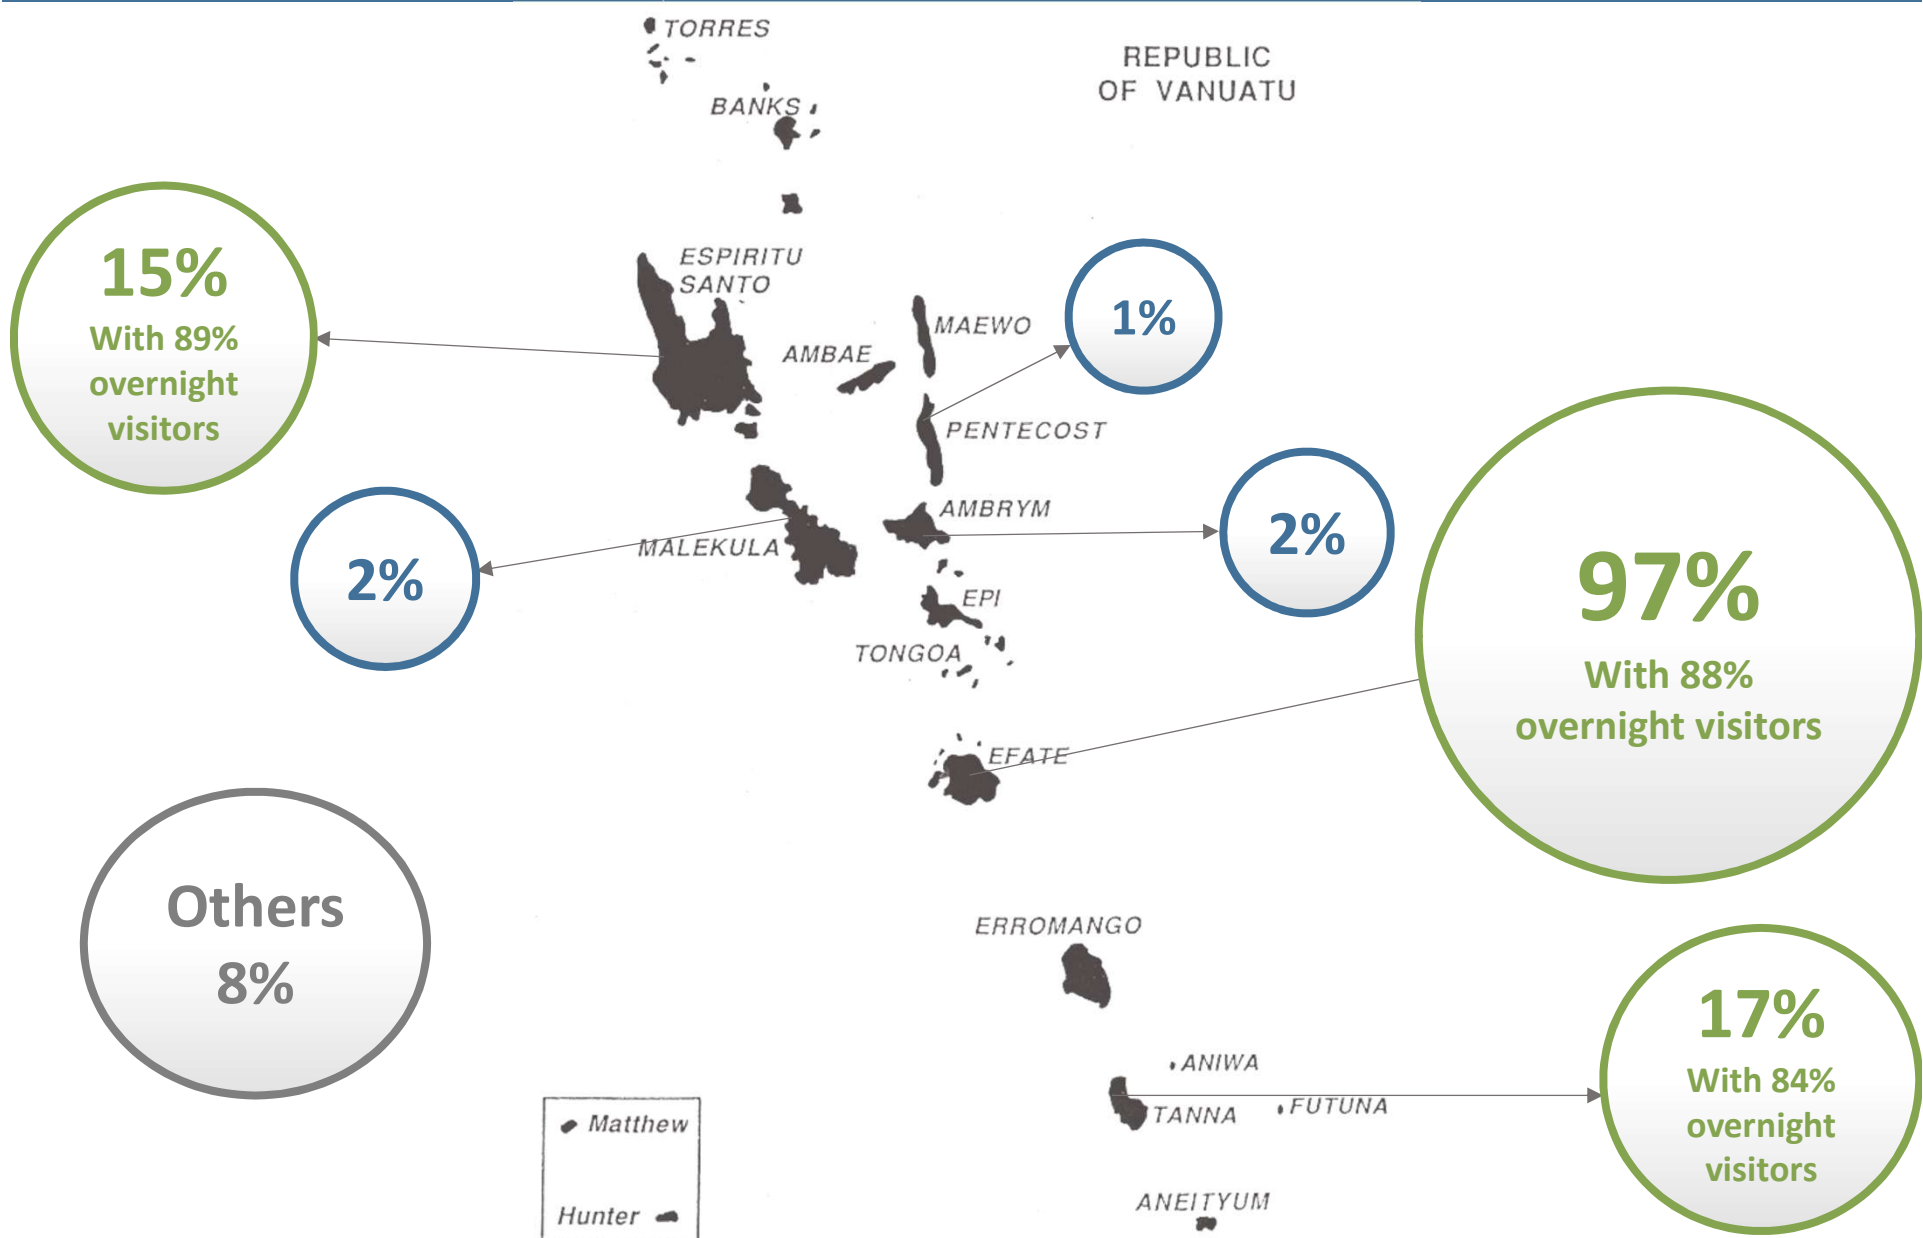 TORRES
REPUBLIC
OF VANUATU
BANKS
15%
With 89%
overnight
visitors
ESPIRITU
SANTO
MAEWO
1%
AMBAE
PENTECOST
AMBRYM
2%
MALEKULA
2%
97%
With 88%
overnight visitors
EPI
TONGOA
EFATE
Others
8%
ERROMANGO
17%
With 84%
overnight
visitors
ANIWA
TANNA
FUTUNA
Matthew
Hunter
ANEITYUM